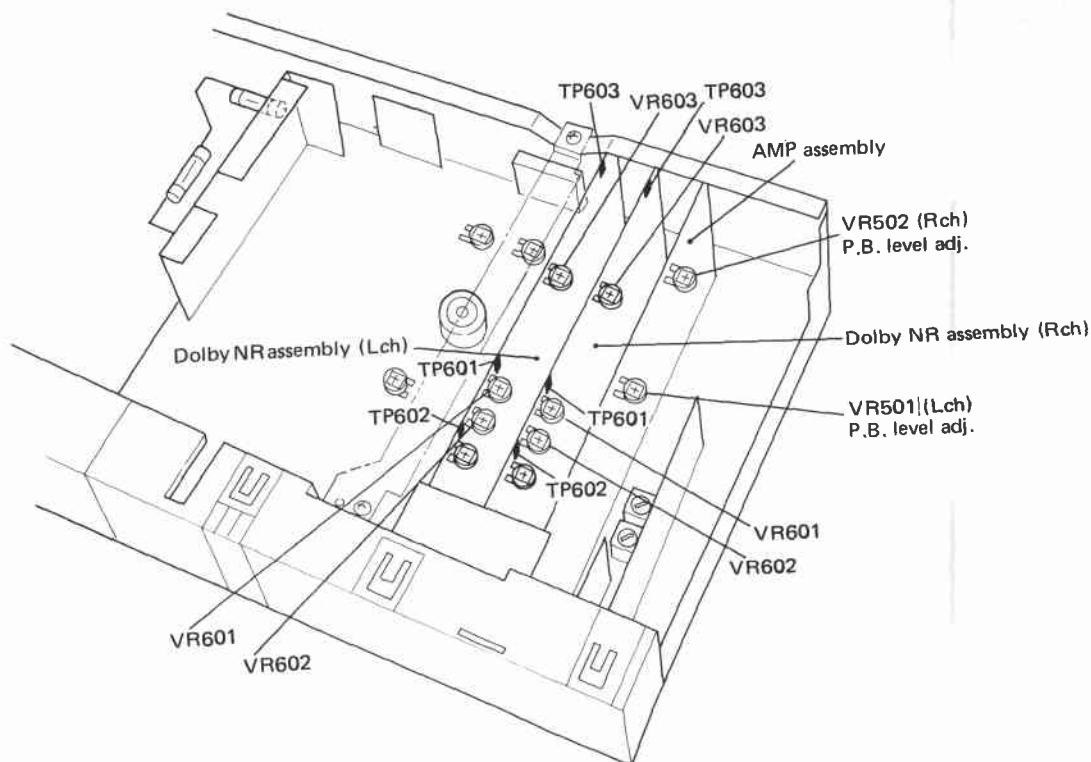 TP603
VR603
TP603
VR603
AMP assembly
VR502 (Rch)
P.B. level adj.
Dolby NR assembly (Rch)
Dolby NR assembly (Lch)
TP601
TP601
VR501 (Lch)
P.B. level adj.
TP602
TP602
VR601
VR602
VR601
VR602